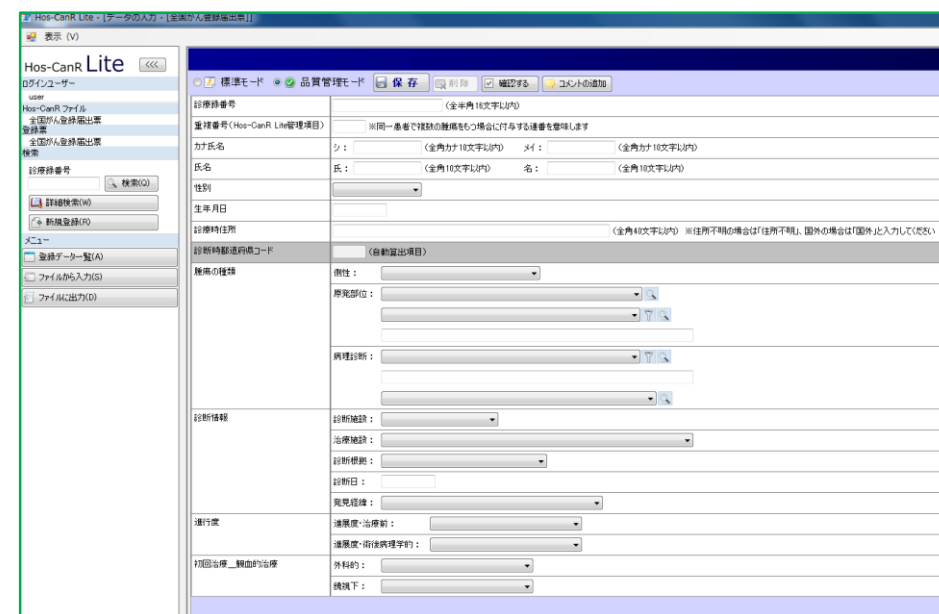 Hos-CanR Lite - [データの入力 - [全国がん登録届出票]]
表示 (V)
Hos-CanR Lite <<<
ログインユーザー
user
Hos-CanR ファイル
全国がん登録届出票
登録票
全国がん登録届出票
検索
診療録番号
検索(Q)
詳細検索(W)
新規登録(R)
メニュー
登録データ一覧(A)
ファイルから入力(S)
ファイルに出力(D)
標準モード 品質管理モード 保存 削除 確認する コメントの追加
診療録番号 (全半角16文字以内)
重複番号(Hos-CanR Lite管理項目) ※同一患者で複数の腫瘍をもつ場合に付与する連番を意味します
カナ氏名 シ: (全角カナ10文字以内) メイ: (全角カナ10文字以内)
氏名 氏: (全角10文字以内) 名: (全角10文字以内)
性別
生年月日
診療時住所 (全角40文字以内) ※住所不明の場合は「住所不明」、国外の場合は「国外」と入力してください
診断時都道府県コード (自動算出項目)
腫瘍の種類 側性:
原発部位:
病理診断:
診断情報 診断施設:
治療施設:
診断根拠:
診断日:
発見経緯:
進行度 進展度・治療前:
進展度・術後病理学的:
初回治療__観血的治療 外科的:
鏡視下: